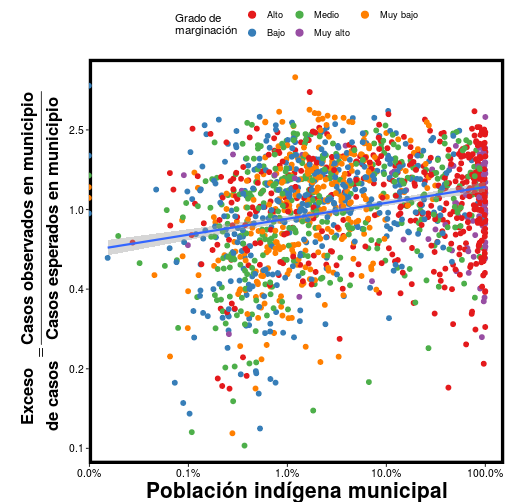 Grado de
marginación
Alto
Medio
Muy bajo
Bajo
Muy alto
Exceso
de casos
=
Casos observados en municipio
Casos esperados en municipio
2.5
1.0
0.4
0.2
0.1
0.0%
0.1%
1.0%
10.0%
100.0%
Población indígena municipal